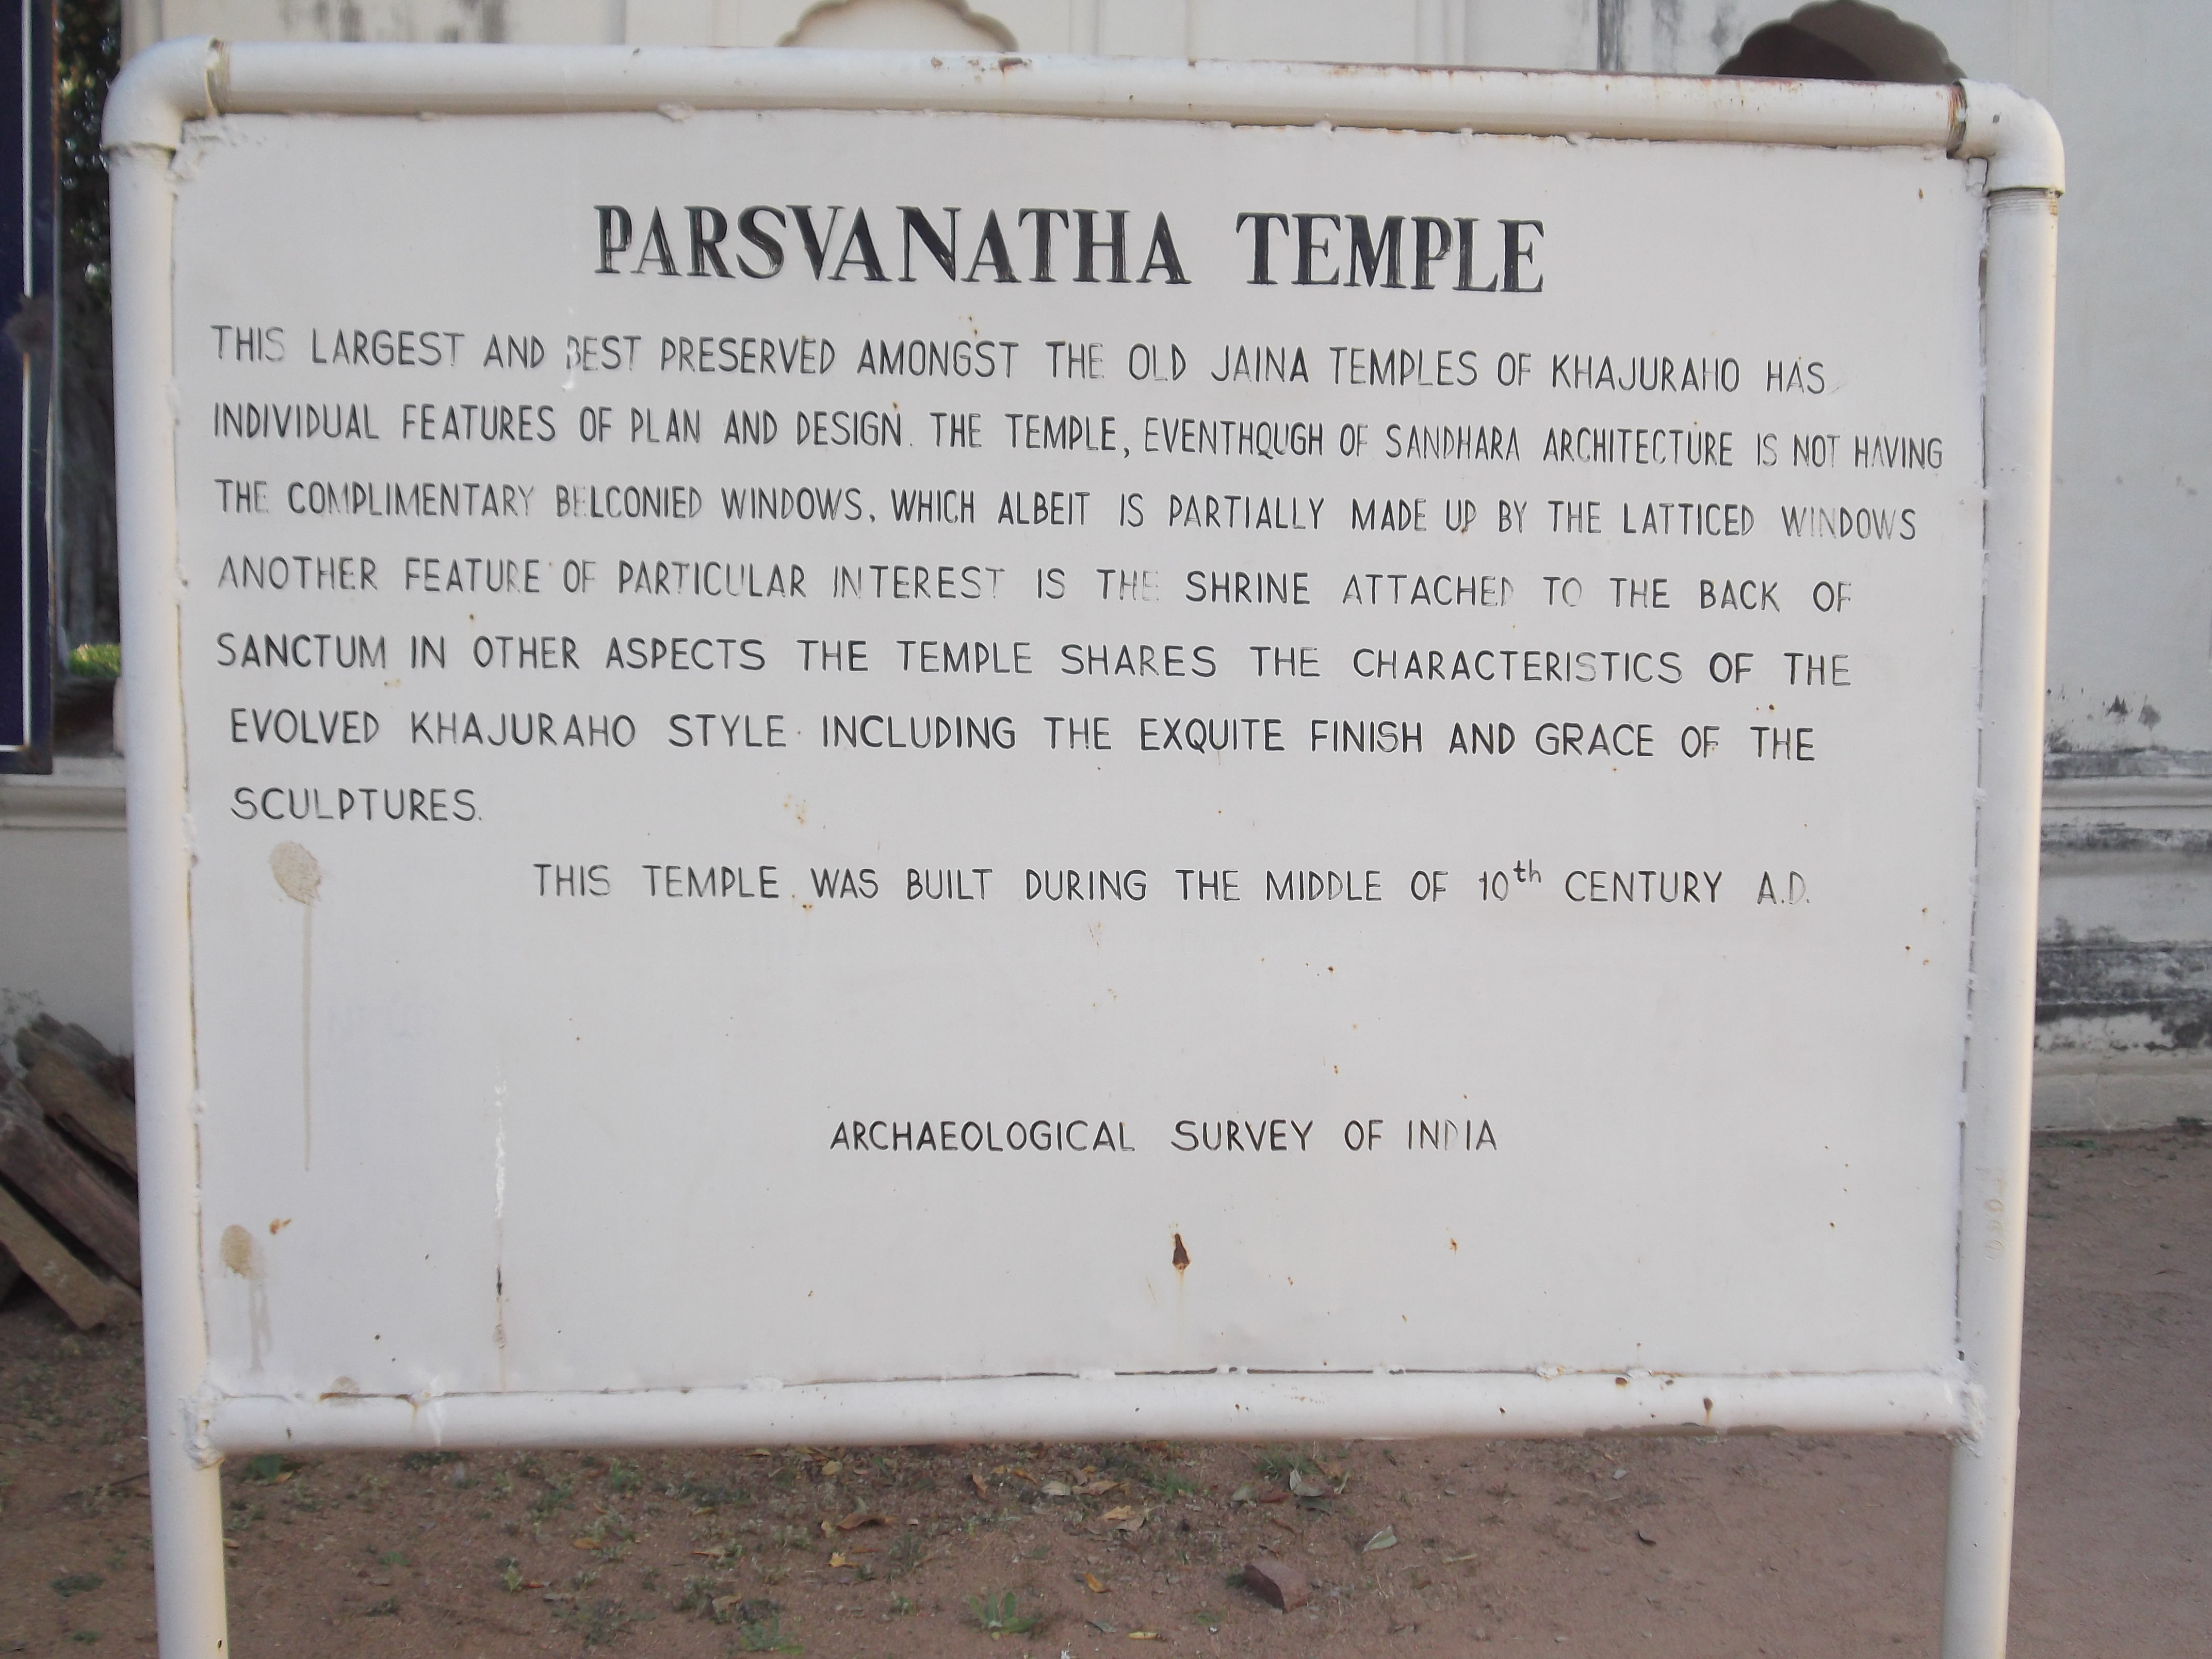 PARSVANATHA TEMPLE
THIS LARGEST AND BEST PRESERVED AMONGST THE OLD JAINA TEMPLES OF KHAJURAHO HAS
INDIVIDUAL FEATURES OF PLAN AND DESIGN. THE TEMPLE, EVENTHOUGH OF SANDHARA ARCHITECTURE IS NOT HAVING
THE COMPLIMENTARY BELCONIED WINDOWS, WHICH ALBEIT IS PARTIALLY MADE UP BY THE LATTICED WINDOWS
ANOTHER FEATURE OF PARTICULAR INTEREST IS THE SHRINE ATTACHED TO THE BACK OF
SANCTUM IN OTHER ASPECTS THE TEMPLE SHARES THE CHARACTERISTICS OF THE
EVOLVED KHAJURAHO STYLE INCLUDING THE EXQUITE FINISH AND GRACE OF THE
SCULPTURES.
THIS TEMPLE WAS BUILT DURING THE MIDDLE OF 10th CENTURY A.D.
ARCHAEOLOGICAL SURVEY OF INDIA